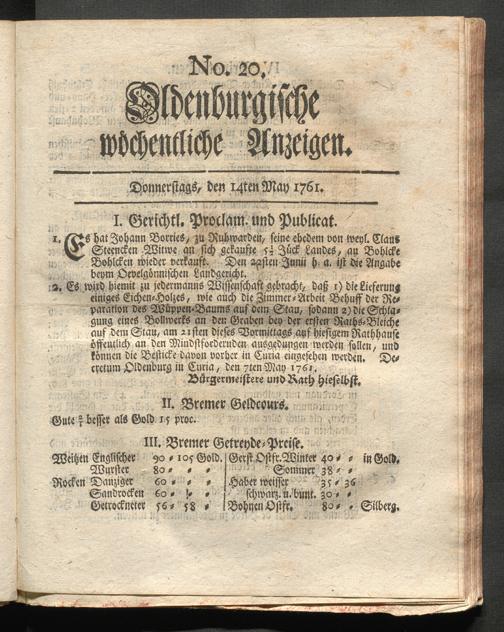 No. 20.
Oldenburgische
wöchentliche Anzeigen.
Donnerstags, den 14ten May 1761.
I. Gerichtl. Proclam. und Publicat.
1. Es hat Johann Borries, zu Ruhwarden, seine ehedem von weyl. Claus
Steencken Witwe an sich gekaufte 5½ Jück Landes, an Bohlcke
Bohlcken wieder verkauft. Den 29sten Junii h. a. ist die Angabe
beym Oevelgönnischen Landgericht.
2. Es wird hiemit zu jedermanns Wissenschaft gebracht, daß 1) die Lieferung
einiges Eichen-Holzes, wie auch die Zimmer-Arbeit Behuff der Re-
paration des Wüppen-Baums auf dem Stau, sodann 2) die Schla-
gung eines Bollwerks an den Graben bey der ersten Raths-Bleiche
auf dem Stau, am 21sten dieses Vormittags auf hiesigem Rathhause
öffentlich an den Mindstfordernden ausgedungen werden sollen, und
können die Besticke davon vorher in Curia eingesehen werden. De-
cretum Oldenburg in Curia, den 7ten May 1761.
Bürgermeistere und Rath hieselbst.
II. Bremer Geldcours.
Gute besser als Gold 15 proc.
III. Bremer Getreyde-Preise.
Weitzen Englischer 90 = 105 Gold. Gerst Ostfr. Winter 40 = = in Gold.
Wurster 80 = = = Sommer 38 = =
Rocken Danziger 60 = = = Haber weisser 35 = 36
Sandrocken 60 = = = schwarz. u. bunt. 30 = =
Getrockneter 56 = 58 = Bohnen Ostfr. 80 = = Silberg.